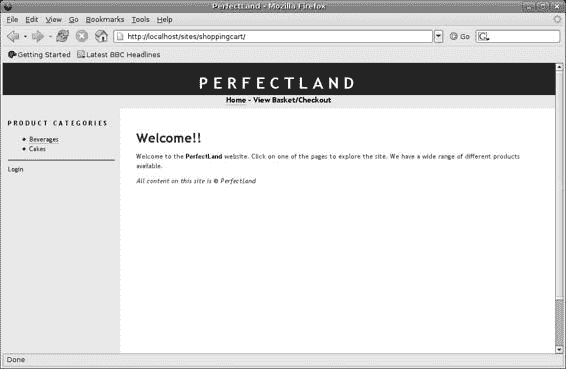 PerfectLand - Mozilla Firefox
File Edit View Go Bookmarks Tools Help
http://localhost/sites/shoppingcart/ Go
Getting Started Latest BBC Headlines
PERFECTLAND
Home - View Basket/Checkout
PRODUCT CATEGORIES
Beverages
Cakes
Login
Welcome!!
Welcome to the PerfectLand website. Click on one of the pages to explore the site. We have a wide range of different products
available.
All content on this site is © Perfectland
Done